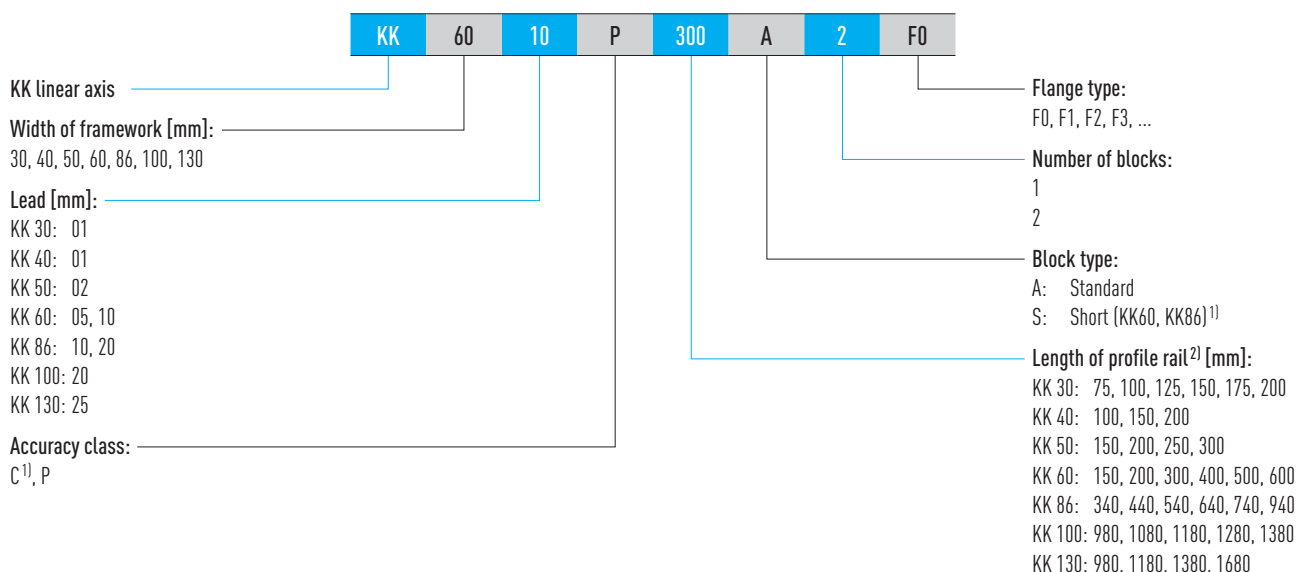 KK 60 10 P 300 A 2 F0
KK linear axis
Width of framework [mm]:
30, 40, 50, 60, 86, 100, 130
Lead [mm]:
KK 30: 01
KK 40: 01
KK 50: 02
KK 60: 05, 10
KK 86: 10, 20
KK 100: 20
KK 130: 25
Accuracy class:
C 1), P
Flange type:
F0, F1, F2, F3, ...
Number of blocks:
1
2
Block type:
A: Standard
S: Short (KK60, KK86) 1)
Length of profile rail 2) [mm]:
KK 30: 75, 100, 125, 150, 175, 200
KK 40: 100, 150, 200
KK 50: 150, 200, 250, 300
KK 60: 150, 200, 300, 400, 500, 600
KK 86: 340, 440, 540, 640, 740, 940
KK 100: 980, 1080, 1180, 1280, 1380
KK 130: 980, 1180, 1380, 1680